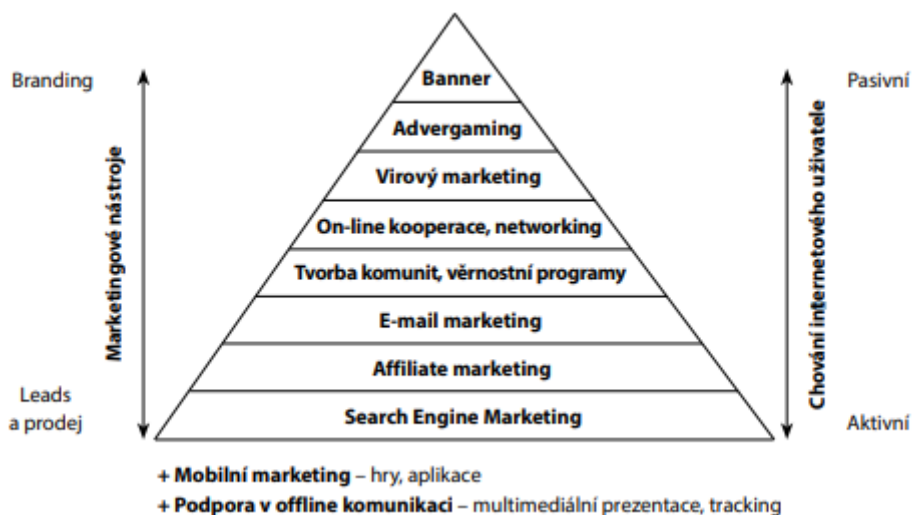 Branding
Pasivní
Marketingové nástroje
Chování internetového uživatele
Banner
Advergaming
Virový marketing
On-line kooperace, networking
Tvorba komunit, věrnostní programy
E-mail marketing
Affiliate marketing
Search Engine Marketing
Leads
a prodej
Aktivní
+ Mobilní marketing – hry, aplikace
+ Podpora v offline komunikaci – multimediální prezentace, tracking